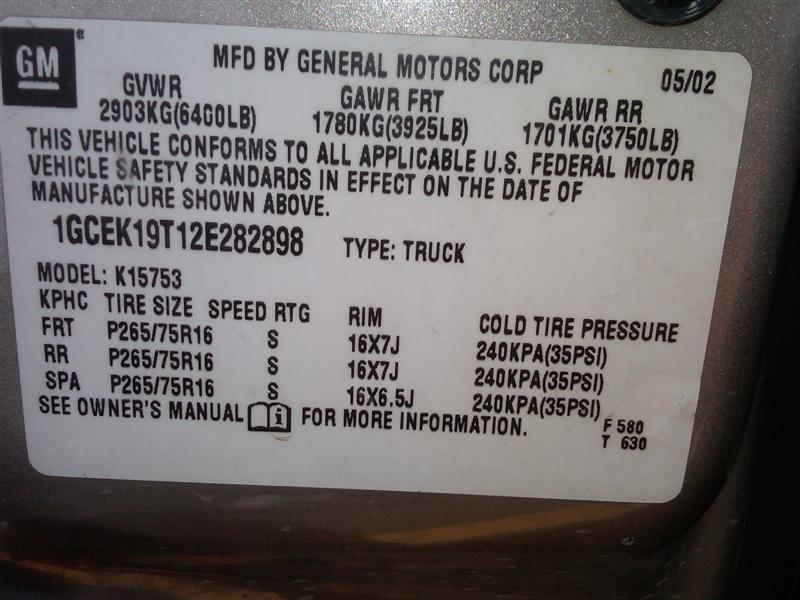 GM
MFD BY GENERAL MOTORS CORP 05/02
GVWR GAWR FRT GAWR RR
2903KG(6400LB) 1780KG(3925LB) 1701KG(3750LB)
THIS VEHICLE CONFORMS TO ALL APPLICABLE U.S. FEDERAL MOTOR
VEHICLE SAFETY STANDARDS IN EFFECT ON THE DATE OF
MANUFACTURE SHOWN ABOVE.
1GCEK19T12E282898 TYPE: TRUCK
MODEL: K15753
KPHC TIRE SIZE SPEED RTG RIM COLD TIRE PRESSURE
FRT P265/75R16 S 16X7J 240KPA(35PSI)
RR P265/75R16 S 16X7J 240KPA(35PSI)
SPA P265/75R16 S 16X6.5J 240KPA(35PSI)
SEE OWNER'S MANUAL i FOR MORE INFORMATION.
F 580
T 630